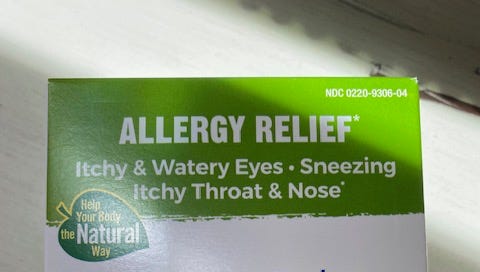 NDC 0220-9306-04
ALLERGY RELIEF*
Itchy & Watery Eyes • Sneezing
Itchy Throat & Nose*
Help
Your Body
the Natural
Way